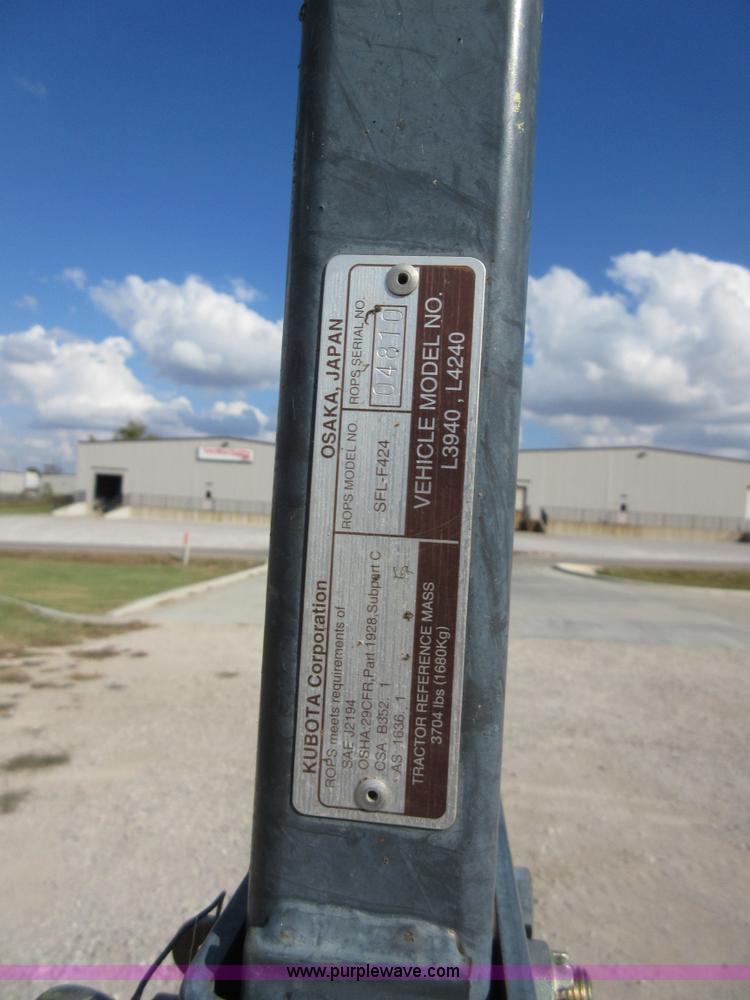 KUBOTA Corporation OSAKA, JAPAN
ROPS meets requirements of
SAE J2194
OSHA:29CFR,Part 1928,Subpart C
CSA B352, 1
AS 1636, 1
ROPS MODEL NO.
SFL-F424
ROPS SERIAL NO.
04810
TRACTOR REFERENCE MASS
3704 lbs (1680Kg)
VEHICLE MODEL NO.
L3940 , L4240
www.purplewave.com